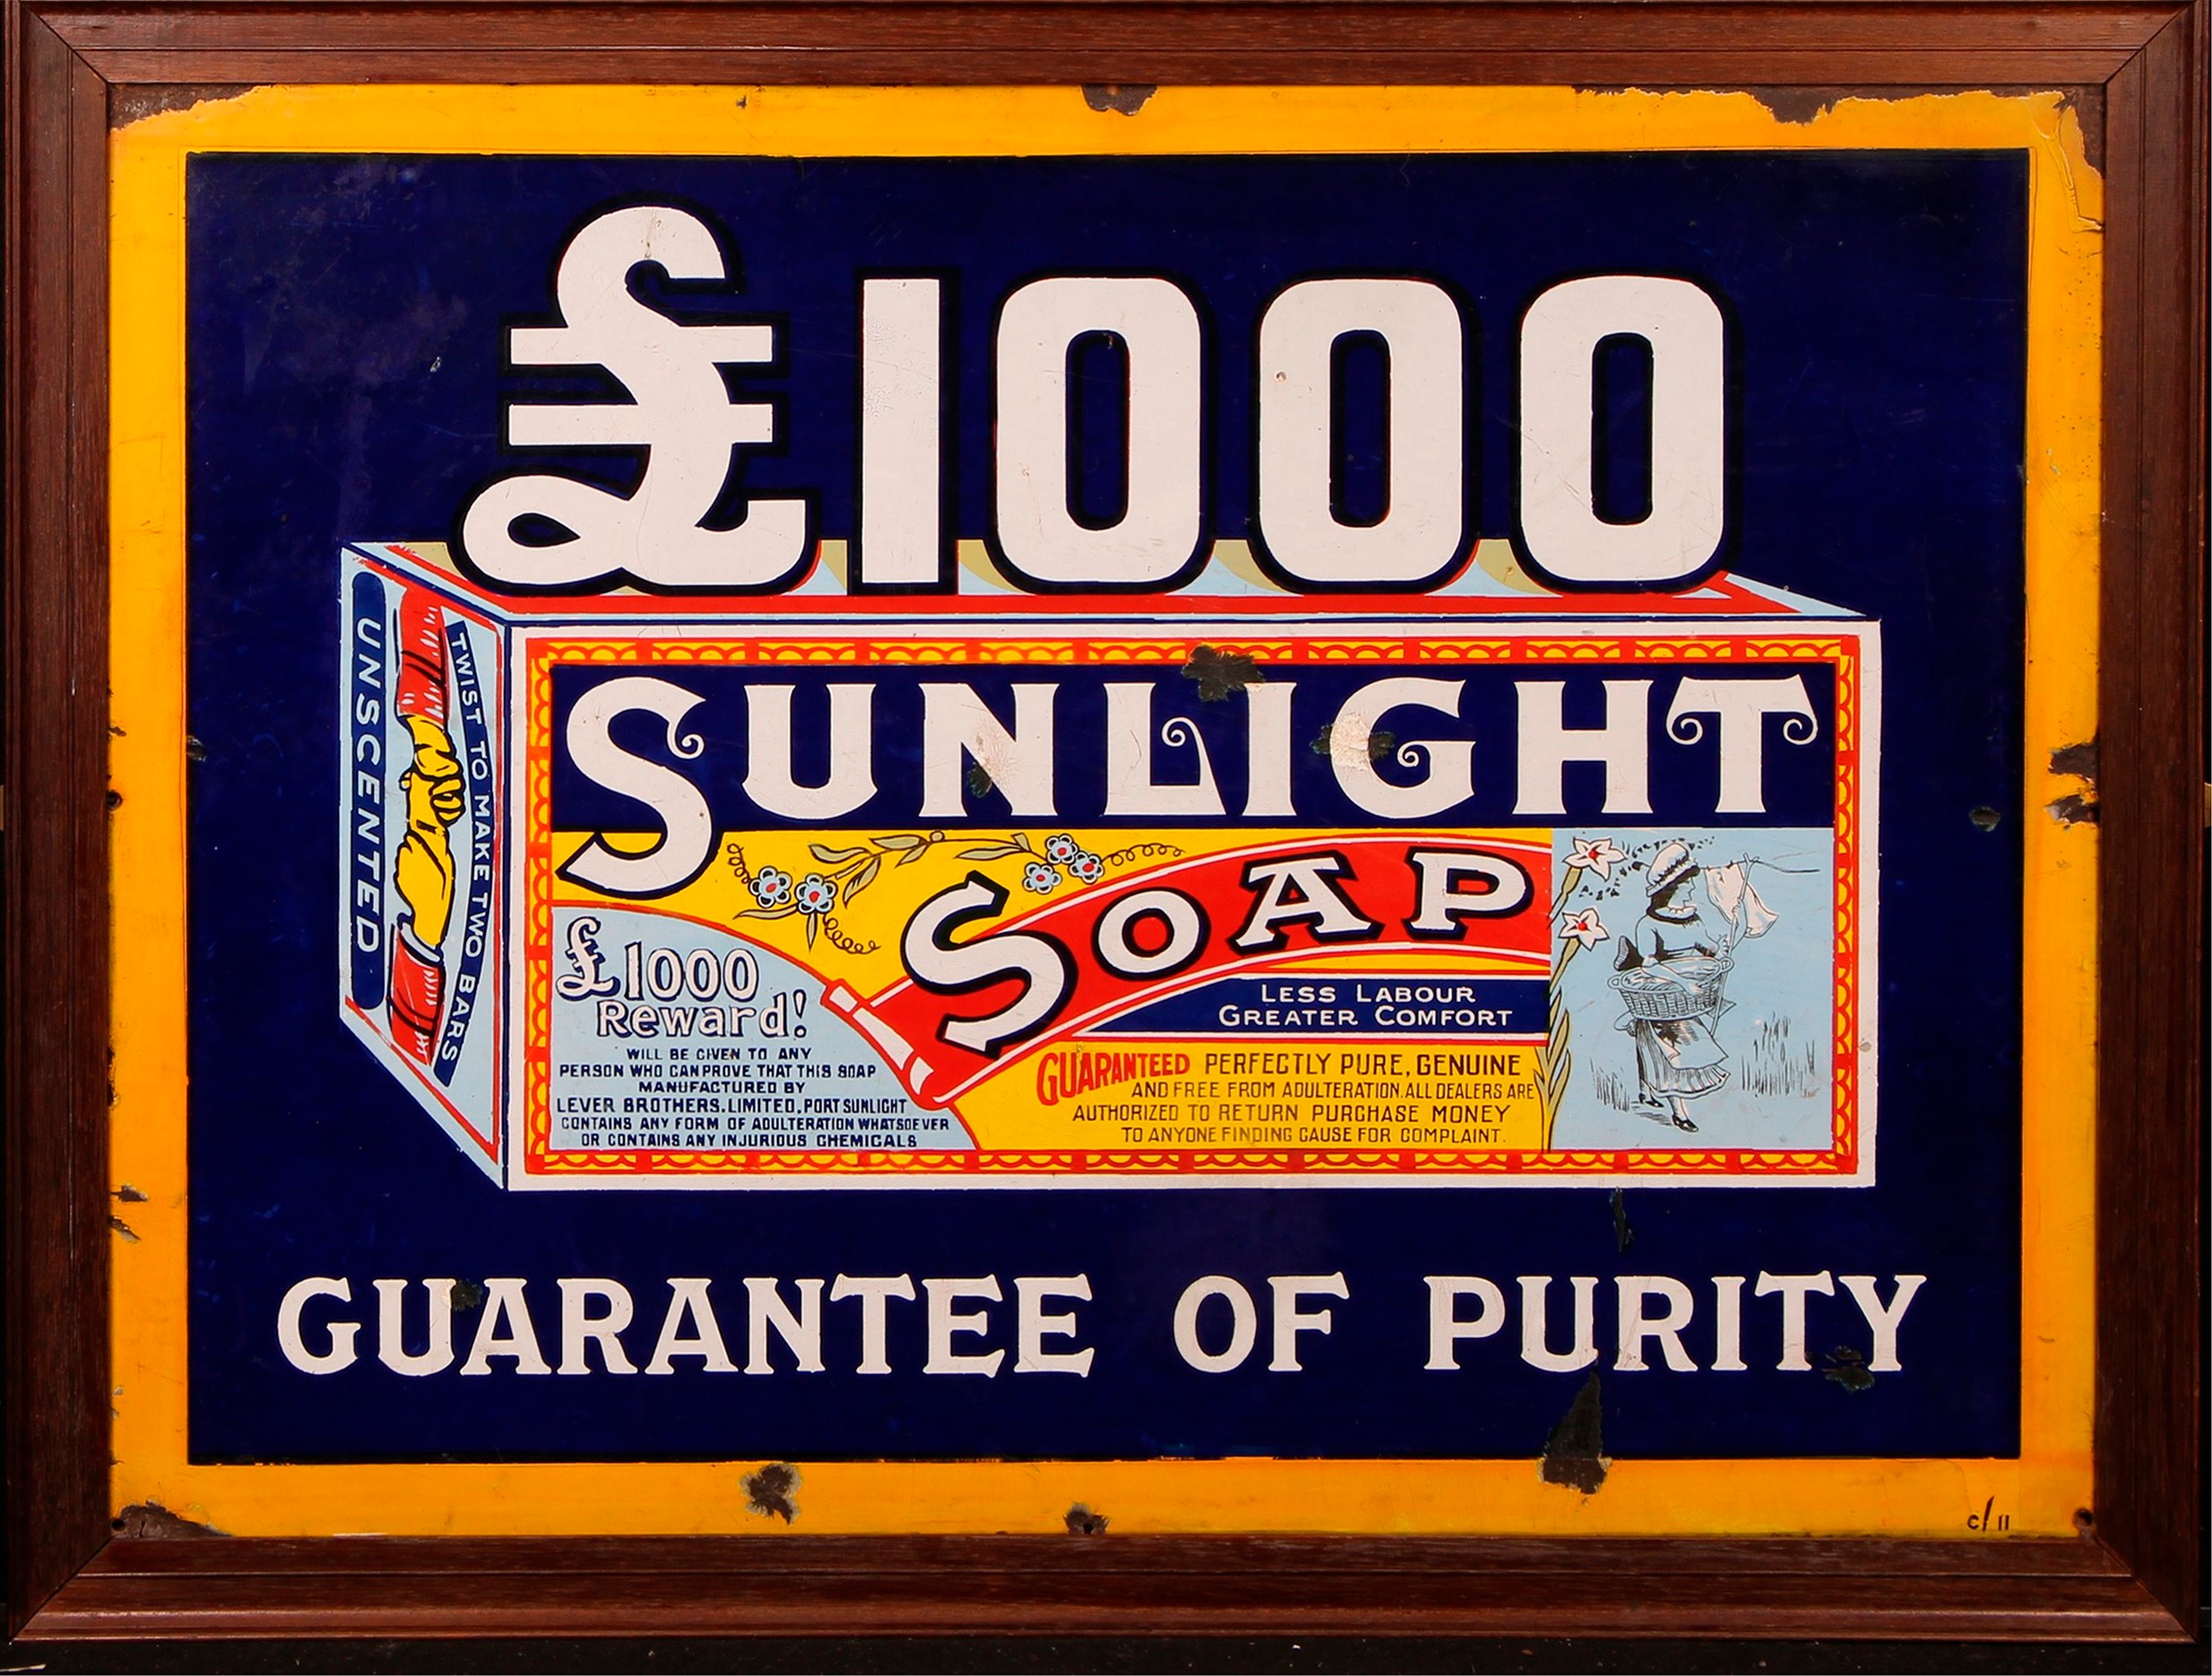 £1000
UNSCENTED
TWIST TO MAKE TWO BARS
SUNLIGHT
SOAP
£1000
Reward!
WILL BE GIVEN TO ANY
PERSON WHO CAN PROVE THAT THIS SOAP
MANUFACTURED BY
LEVER BROTHERS. LIMITED. PORT SUNLIGHT
CONTAINS ANY FORM OF ADULTERATION WHATSOEVER
OR CONTAINS ANY INJURIOUS CHEMICALS
LESS LABOUR
GREATER COMFORT
GUARANTEED PERFECTLY PURE, GENUINE
AND FREE FROM ADULTERATION. ALL DEALERS ARE
AUTHORIZED TO RETURN PURCHASE MONEY
TO ANYONE FINDING CAUSE FOR COMPLAINT.
GUARANTEE OF PURITY
C/11